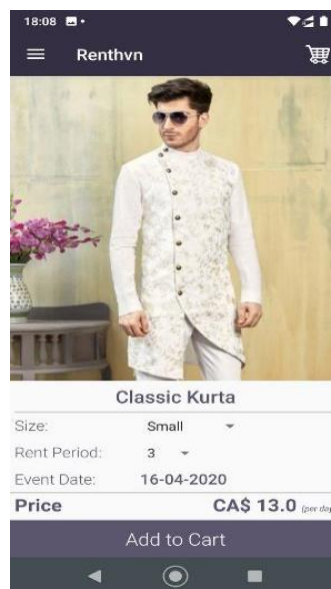 18:08
Renthvn
Classic Kurta
Size: Small
Rent Period: 3
Event Date: 16-04-2020
Price CA$ 13.0 (per day
Add to Cart